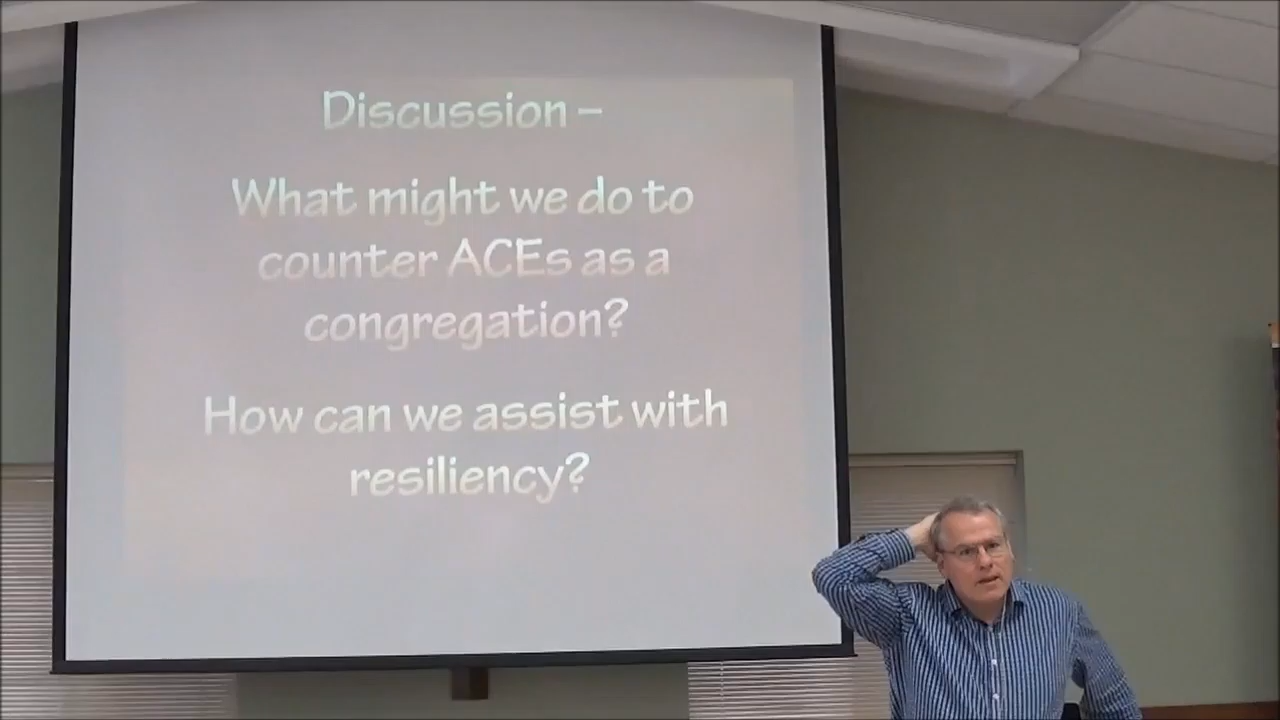 Discussion –
What might we do to
counter ACEs as a
congregation?
How can we assist with
resiliency?